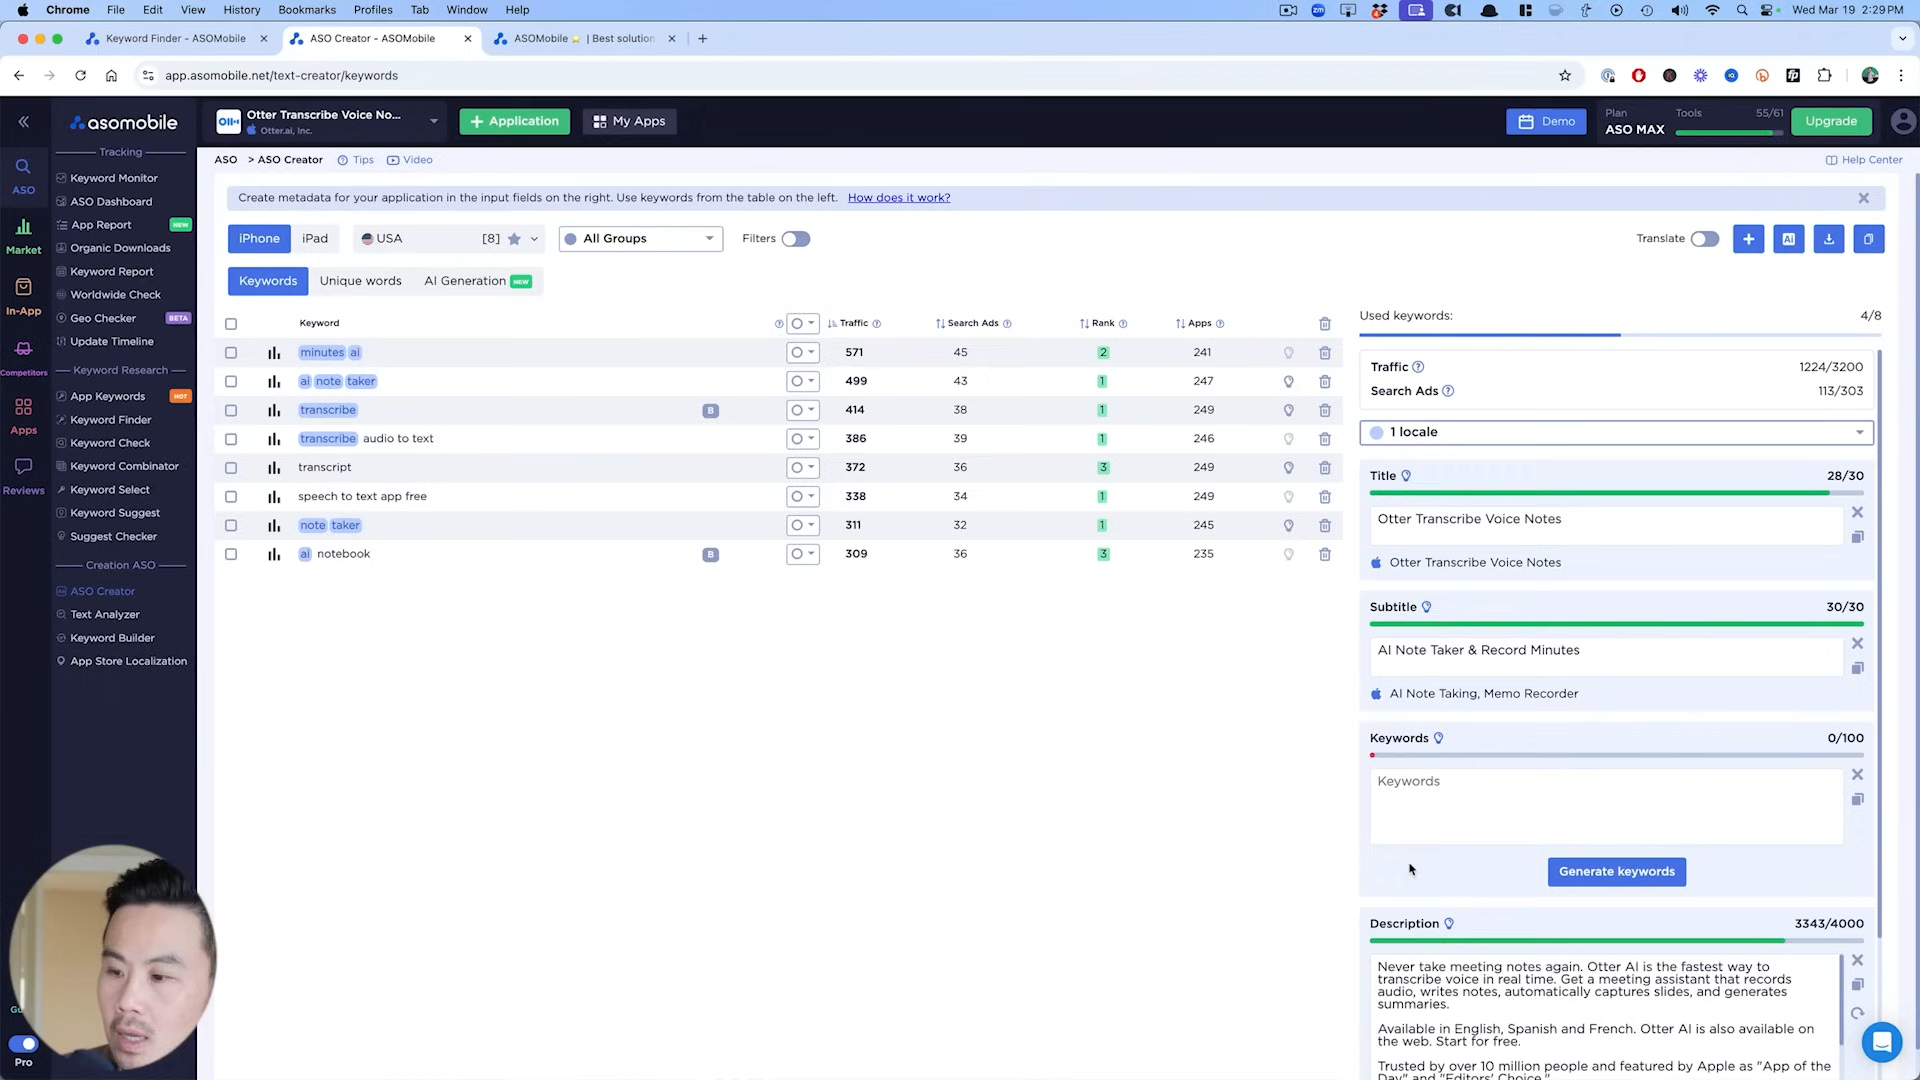 Chrome File Edit View History Bookmarks Profiles Tab Window Help
Wed Mar 19 2:29 PM
Keyword Finder - ASOMobile
ASO Creator - ASOMobile
ASOMobile | Best solution
app.asomobile.net/text-creator/keywords
asomobile
Otter Transcribe Voice No...
Otter.ai, Inc.
Application
My Apps
Demo
Plan
ASO MAX
Tools 55/61
Upgrade
ASO
Market
In-App
Competitors
Apps
Reviews
Pro
Tracking
Keyword Monitor
ASO Dashboard
App Report NEW
Organic Downloads
Keyword Report
Worldwide Check
Geo Checker BETA
Update Timeline
Keyword Research
App Keywords HOT
Keyword Finder
Keyword Check
Keyword Combinator
Keyword Select
Keyword Suggest
Suggest Checker
Creation ASO
ASO Creator
Text Analyzer
Keyword Builder
App Store Localization
ASO > ASO Creator Tips Video
Help Center
Create metadata for your application in the input fields on the right. Use keywords from the table on the left. How does it work?
iPhone iPad USA [8] All Groups Filters
Translate
AI
Keywords Unique words AI Generation NEW
Keyword Traffic Search Ads Rank Apps
minutes ai 571 45 2 241
ai note taker 499 43 1 247
transcribe B 414 38 1 249
transcribe audio to text 386 39 1 246
transcript 372 36 3 249
speech to text app free 338 34 1 249
note taker 311 32 1 245
ai notebook B 309 36 3 235
Used keywords: 4/8
Traffic 1224/3200
Search Ads 113/303
1 locale
Title 28/30
Otter Transcribe Voice Notes
Otter Transcribe Voice Notes
Subtitle 30/30
AI Note Taker & Record Minutes
AI Note Taking, Memo Recorder
Keywords 0/100
Keywords
Generate keywords
Description 3343/4000
Never take meeting notes again. Otter AI is the fastest way to
transcribe voice in real time. Get a meeting assistant that records
audio, writes notes, automatically captures slides, and generates
summaries.
Available in English, Spanish and French. Otter AI is also available on
the web. Start for free.
Trusted by over 10 million people and featured by Apple as "App of the
Day" and "Editors' Choice."